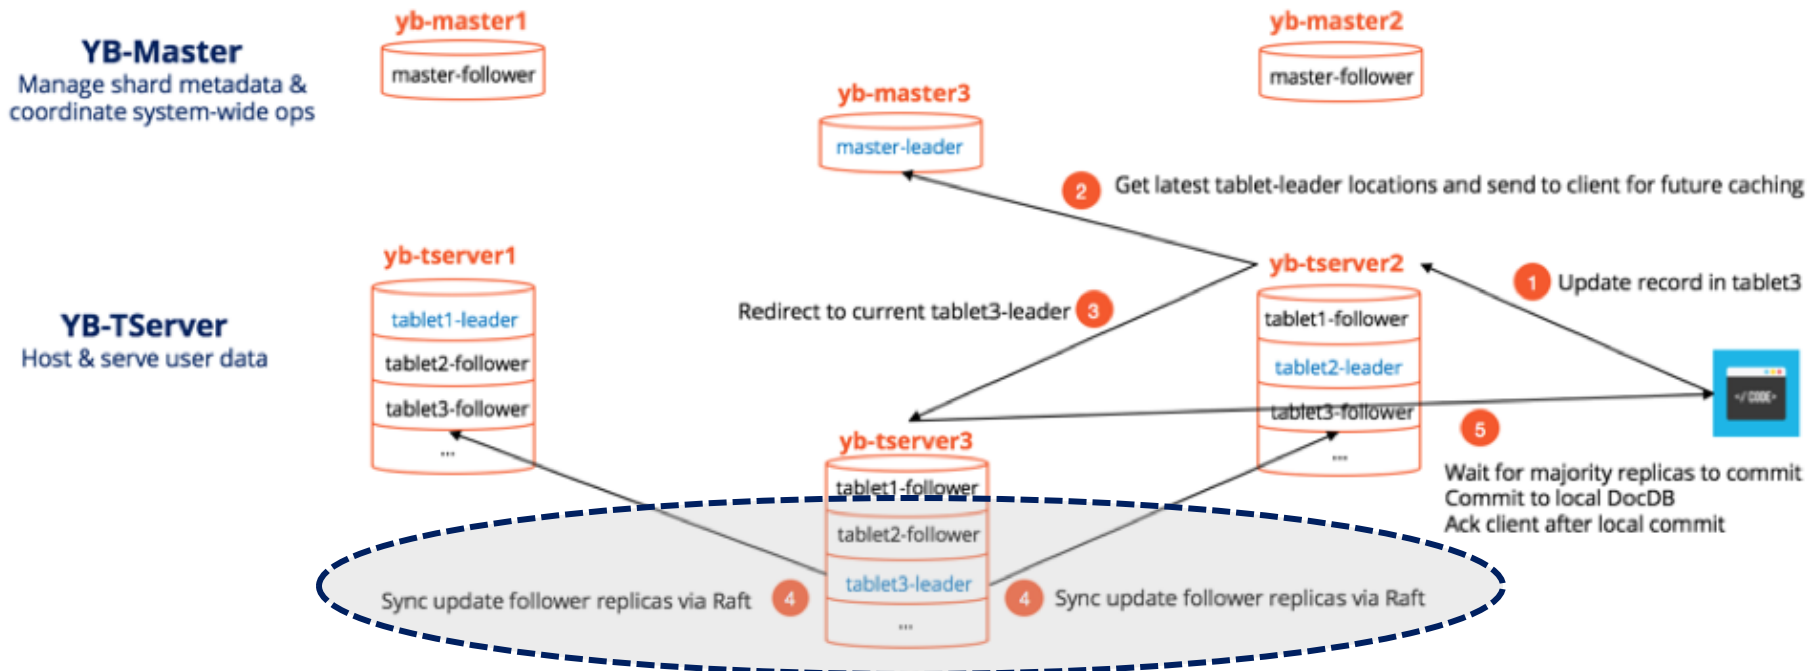 yb-master1
yb-master2
YB-Master
Manage shard metadata &
coordinate system-wide ops
master-follower
master-follower
yb-master3
master-leader
2
Get latest tablet-leader locations and send to client for future caching
yb-tserver1
yb-tserver2
1
Update record in tablet3
Redirect to current tablet3-leader
3
YB-TServer
Host & serve user data
tablet1-leader
tablet2-follower
tablet3-follower
...
tablet1-follower
tablet2-leader
tablet3-follower
...
</ CODE>
yb-tserver3
tablet1-follower
tablet2-follower
tablet3-leader
...
5
Wait for majority replicas to commit
Commit to local DocDB
Ack client after local commit
Sync update follower replicas via Raft
4
4
Sync update follower replicas via Raft